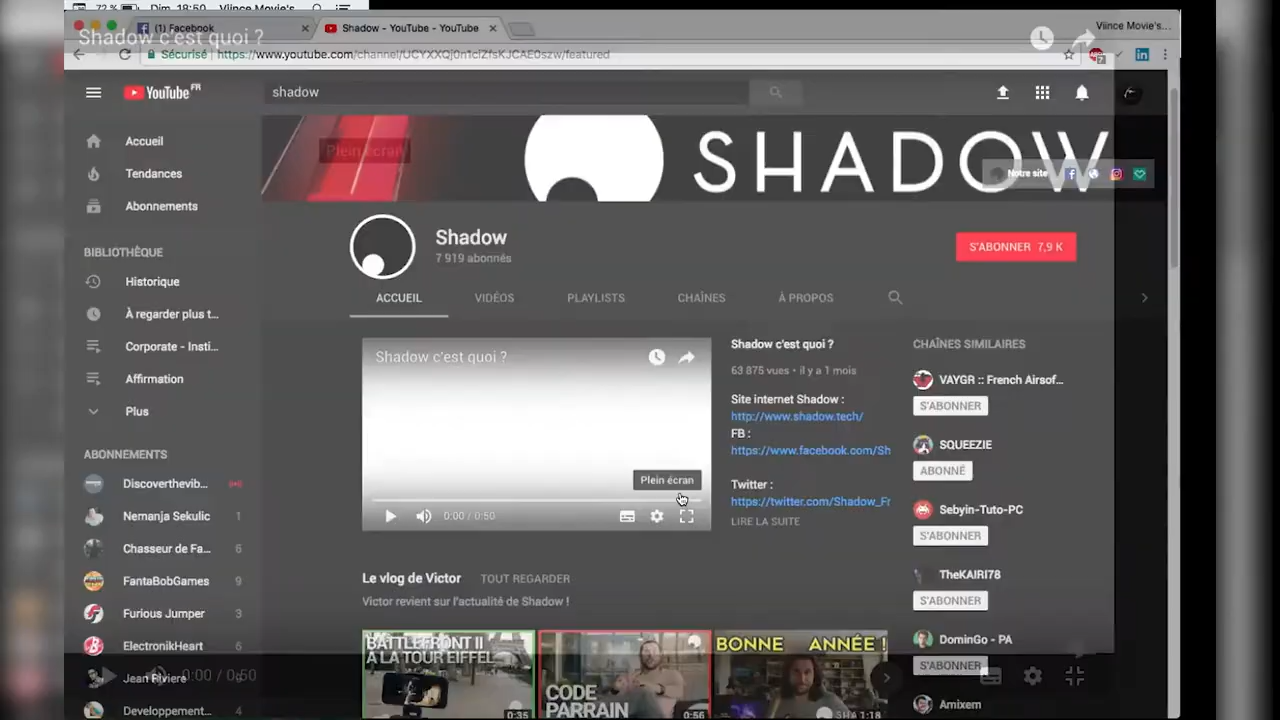 72 % Dim. 18:50 Viince Movie's
(1) Facebook
Shadow - YouTube - YouTube
Viince Movie's...
Shadow c'est quoi ?
Sécurisé
https://www.youtube.com/channel/UCYXXQj0n1clZfsKJCAE0szw/featured
YouTube FR
shadow
Plein écran
SHADOW
Notre site
Accueil
Tendances
Abonnements
BIBLIOTHÈQUE
Historique
À regarder plus t...
Corporate - Insti...
Affirmation
Plus
ABONNEMENTS
Discoverthevib...
Nemanja Sekulic 1
Chasseur de Fa... 6
FantaBobGames 9
Furious Jumper 3
ElectronikHeart 6
Jean Rivière
Developpement... 4
0:00 / 0:50
Shadow
7 919 abonnés
S'ABONNER 7,9 K
ACCUEIL
VIDÉOS
PLAYLISTS
CHAÎNES
À PROPOS
Shadow c'est quoi ?
Plein écran
0:00 / 0:50
Shadow c'est quoi ?
63 875 vues • il y a 1 mois
Site internet Shadow :
http://www.shadow.tech/
FB :
https://www.facebook.com/Sh
Twitter :
https://twitter.com/Shadow_Fr
LIRE LA SUITE
CHAÎNES SIMILAIRES
VAYGR :: French Airsof...
S'ABONNER
SQUEEZIE
ABONNÉ
Sebyin-Tuto-PC
S'ABONNER
TheKAIRI78
S'ABONNER
DominGo - PA
S'ABONNER
Amixem
Le vlog de Victor
TOUT REGARDER
Victor revient sur l'actualité de Shadow !
BATTLEFRONT II
À LA TOUR EIFFEL
0:35
CODE
PARRAIN
0:56
BONNE ANNÉE !
1:18